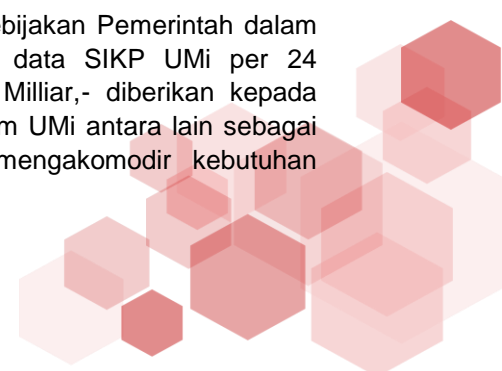 ebijakan Pemerintah dalam
data SIKP UMi per 24
Milliar,- diberikan kepada
m UMi antara lain sebagai
mengakomodir kebutuhan